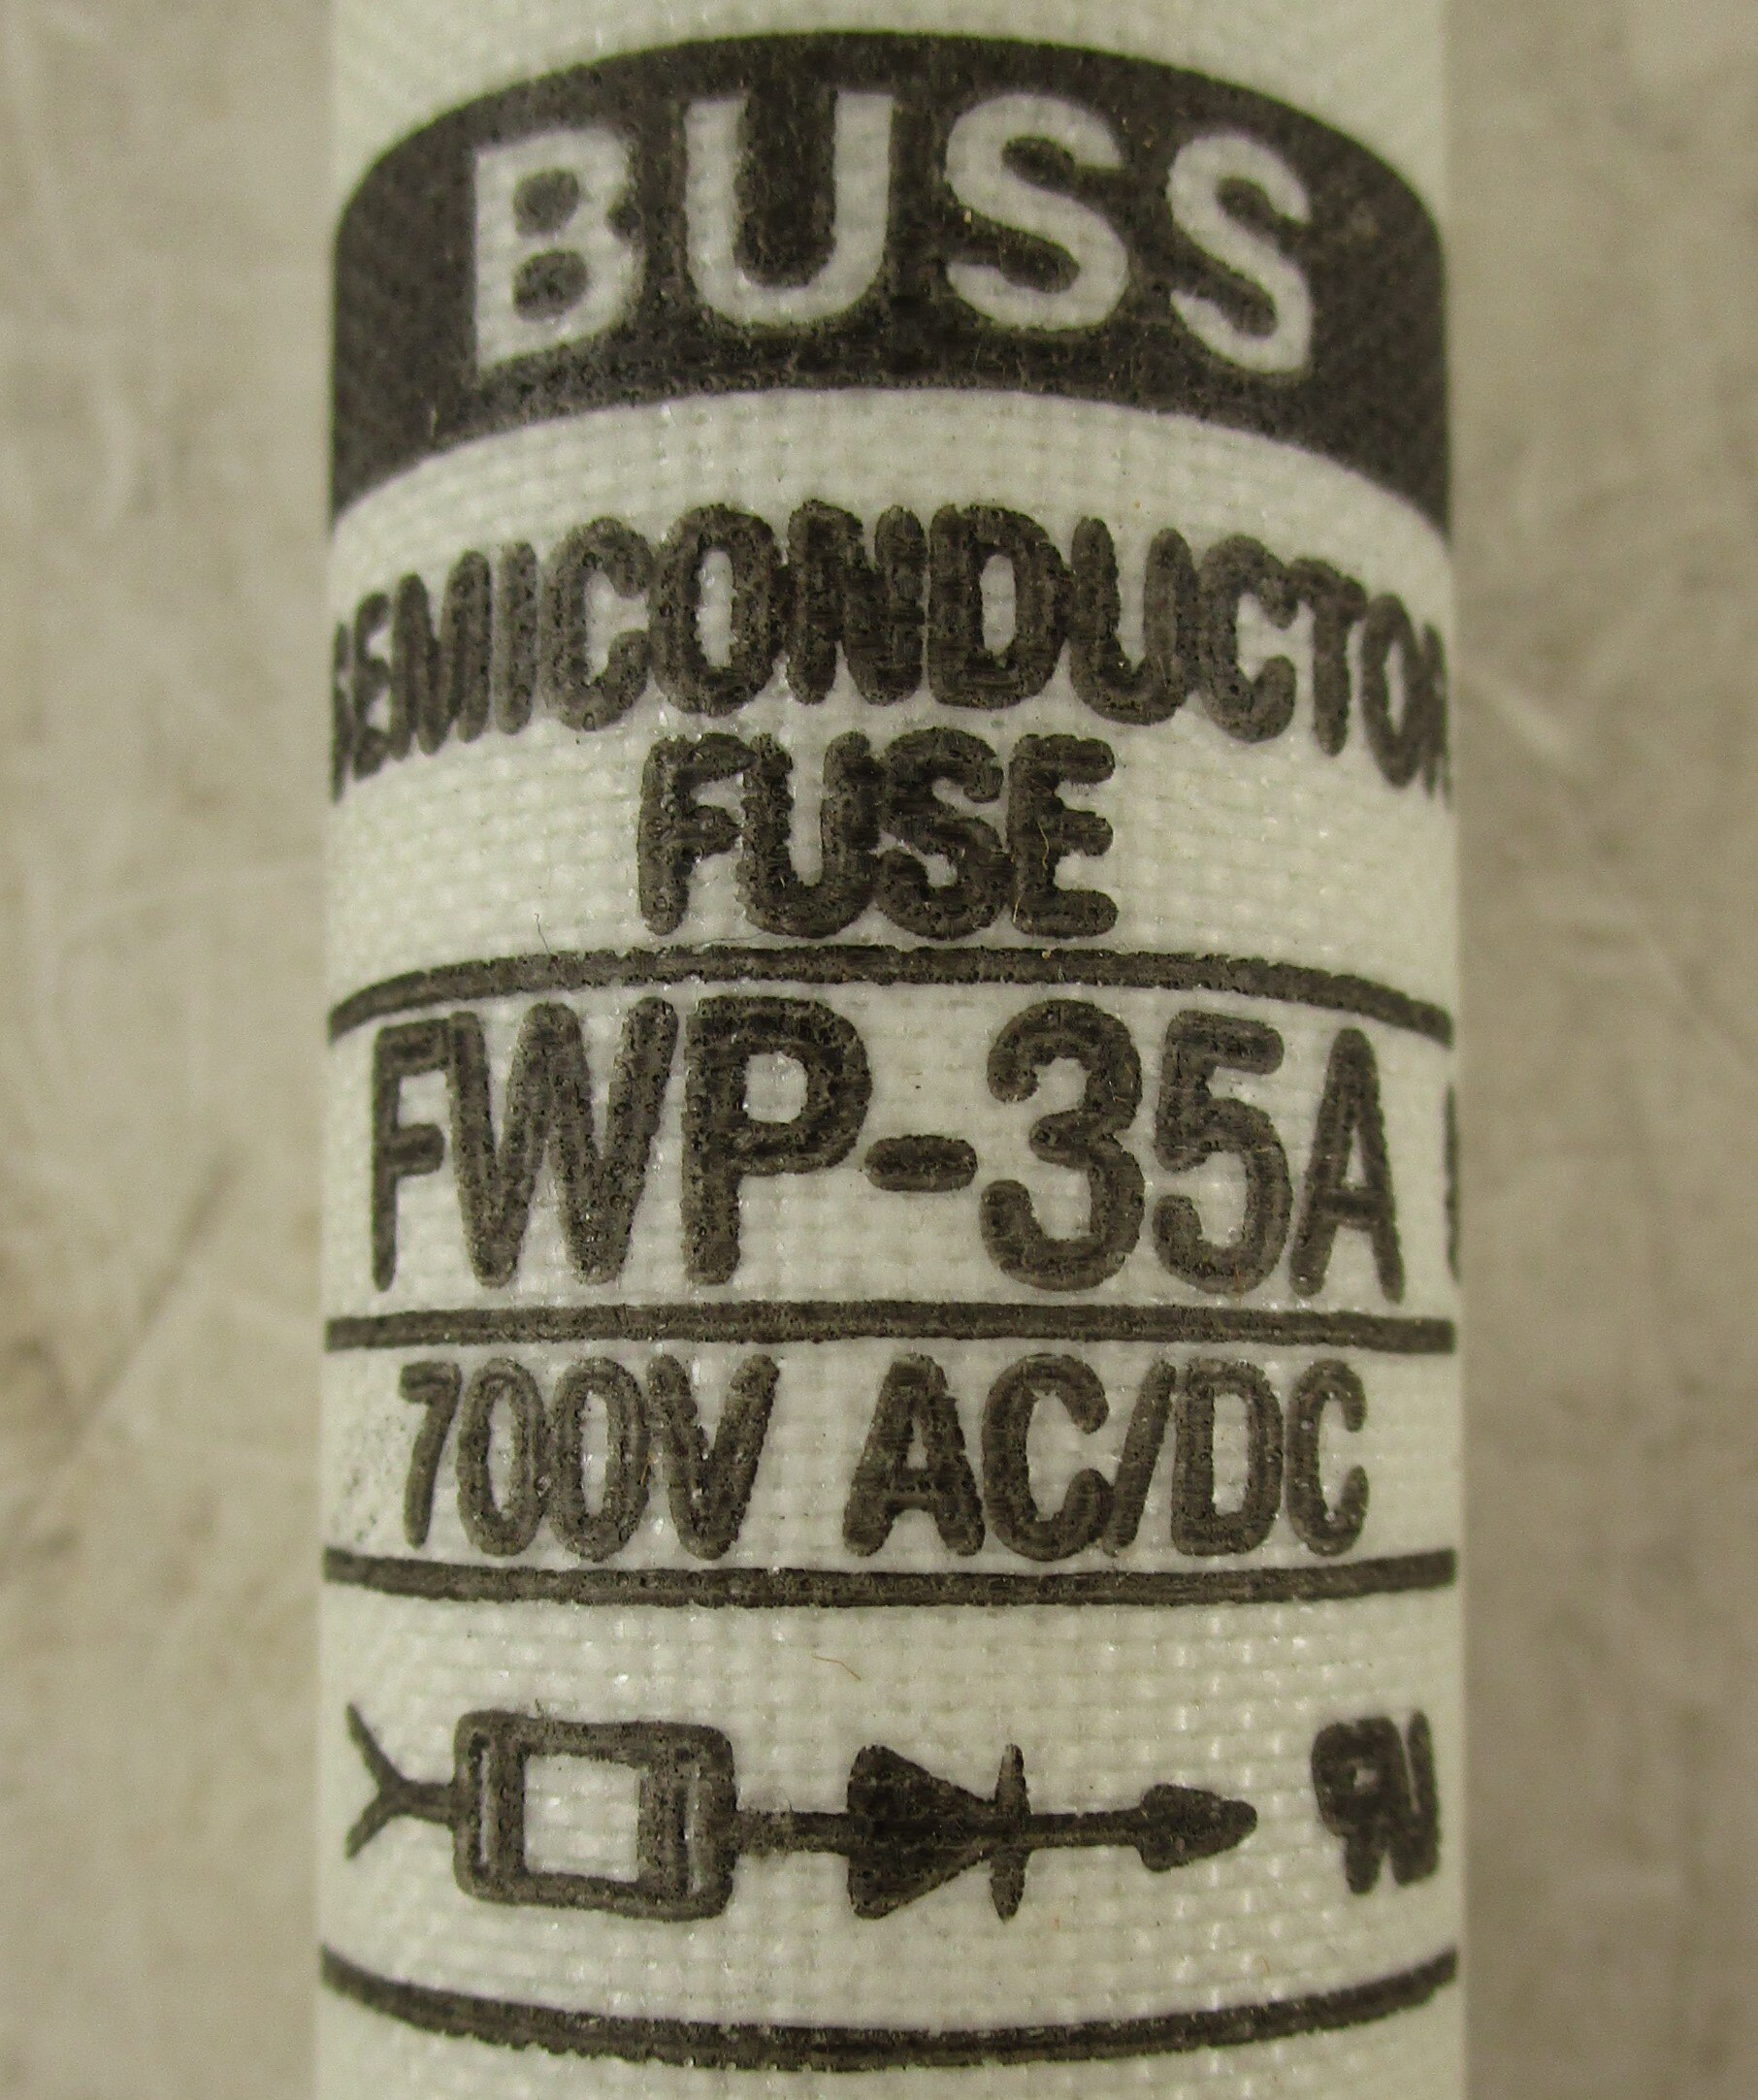 BUSS
SEMICONDUCTOR
FUSE
FWP-35A
700V AC/DC